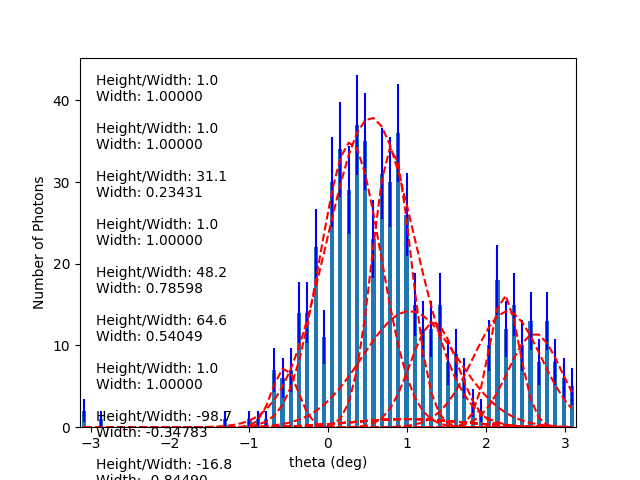 Height/Width: 1.0
Width: 1.00000
Height/Width: 1.0
Width: 1.00000
Height/Width: 31.1
Width: 0.23431
Height/Width: 1.0
Width: 1.00000
Height/Width: 48.2
Width: 0.78598
Height/Width: 64.6
Width: 0.54049
Height/Width: 1.0
Width: 1.00000
Height/Width: -98.7
Width: -0.34783
Height/Width: -16.8
Width: -0.84490
40
30
20
10
0
Number of Photons
−3 −2 −1 0 1 2 3
theta (deg)